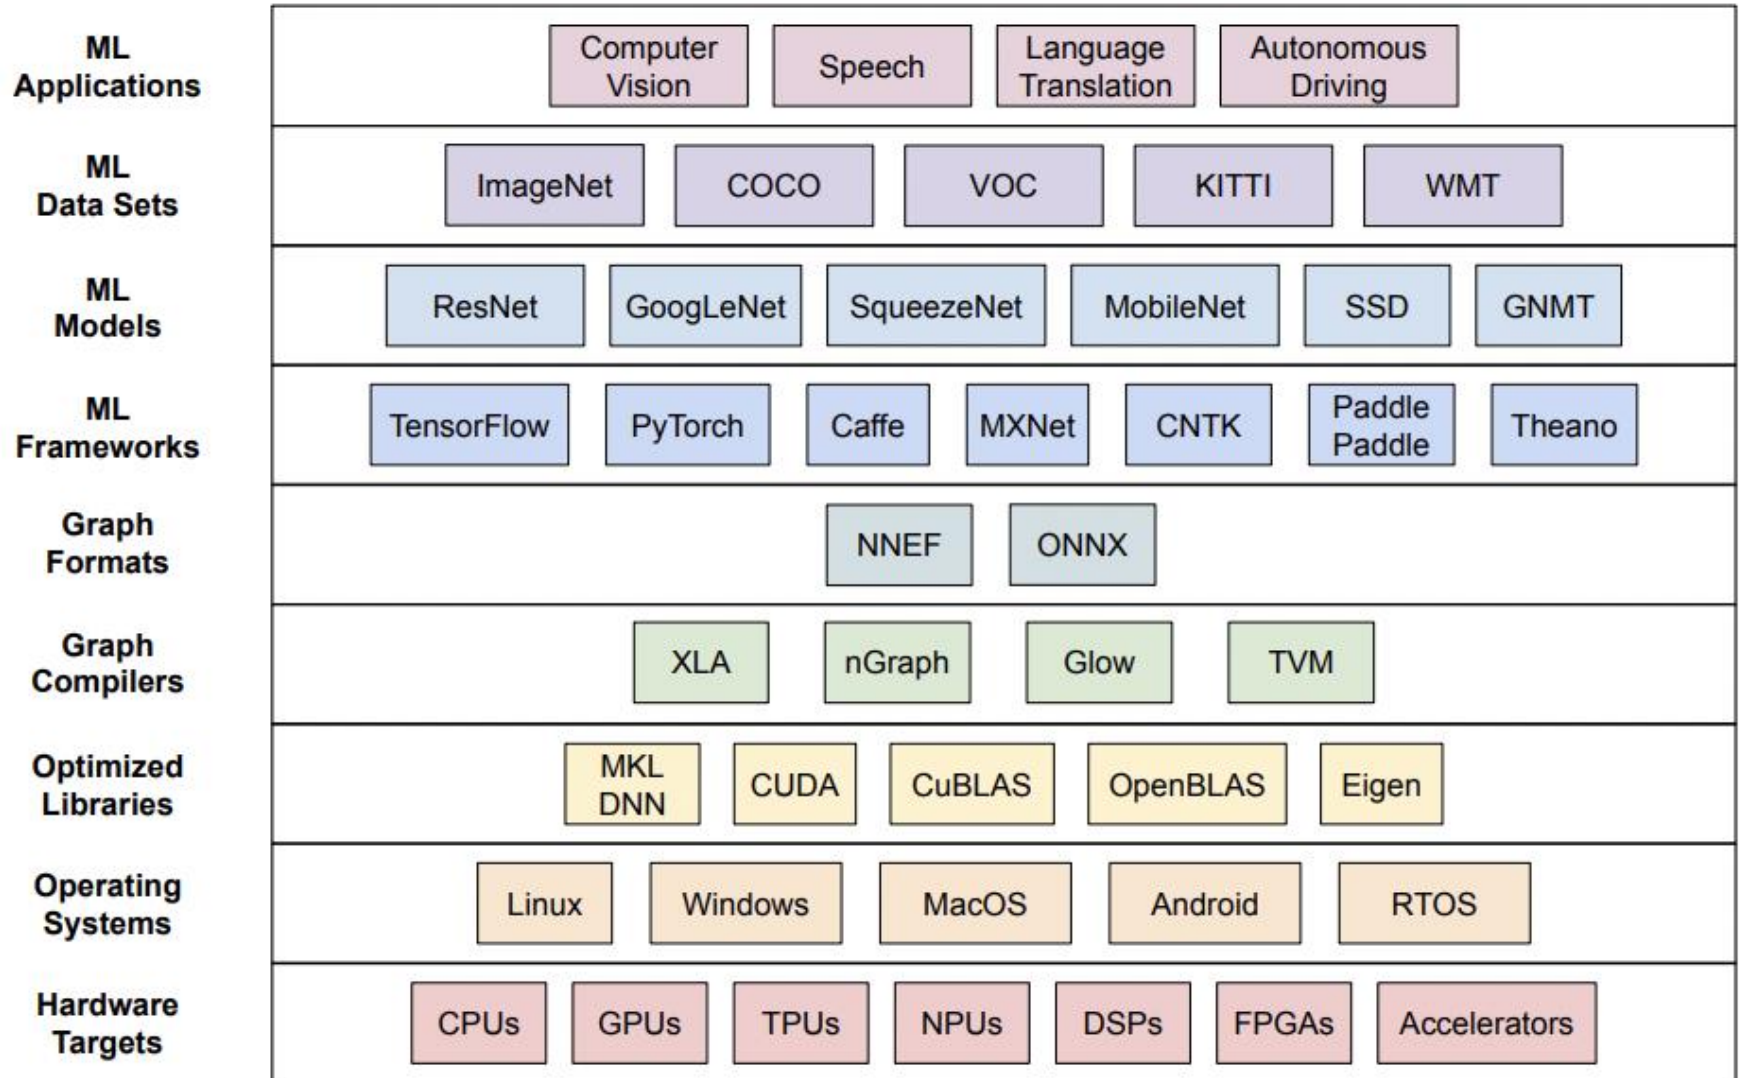 ML
Applications
Computer
Vision
Speech
Language
Translation
Autonomous
Driving
ML
Data Sets
ImageNet
COCO
VOC
KITTI
WMT
ML
Models
ResNet
GoogLeNet
SqueezeNet
MobileNet
SSD
GNMT
ML
Frameworks
TensorFlow
PyTorch
Caffe
MXNet
CNTK
Paddle
Paddle
Theano
Graph
Formats
NNEF
ONNX
Graph
Compilers
XLA
nGraph
Glow
TVM
Optimized
Libraries
MKL
DNN
CUDA
CuBLAS
OpenBLAS
Eigen
Operating
Systems
Linux
Windows
MacOS
Android
RTOS
Hardware
Targets
CPUs
GPUs
TPUs
NPUs
DSPs
FPGAs
Accelerators